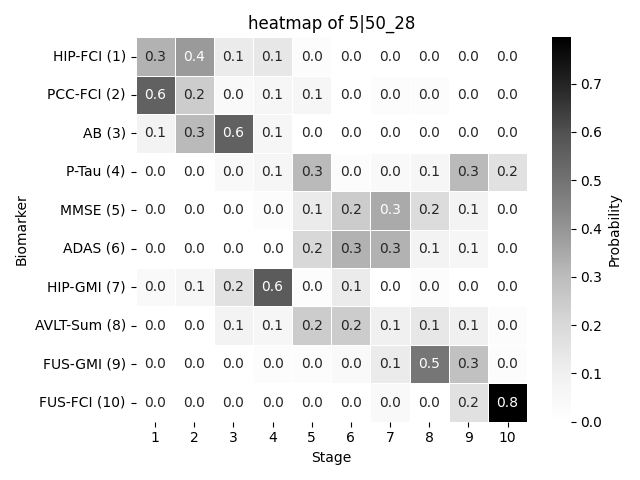 heatmap of 5|50_28
HIP-FCI (1) 0.3 0.4 0.1 0.1 0.0 0.0 0.0 0.0 0.0 0.0
PCC-FCI (2) 0.6 0.2 0.0 0.1 0.1 0.0 0.0 0.0 0.0 0.0
AB (3) 0.1 0.3 0.6 0.1 0.0 0.0 0.0 0.0 0.0 0.0
P-Tau (4) 0.0 0.0 0.0 0.1 0.3 0.0 0.0 0.1 0.3 0.2
MMSE (5) 0.0 0.0 0.0 0.0 0.1 0.2 0.3 0.2 0.1 0.0
ADAS (6) 0.0 0.0 0.0 0.0 0.2 0.3 0.3 0.1 0.1 0.0
HIP-GMI (7) 0.0 0.1 0.2 0.6 0.0 0.1 0.0 0.0 0.0 0.0
AVLT-Sum (8) 0.0 0.0 0.1 0.1 0.2 0.2 0.1 0.1 0.1 0.0
FUS-GMI (9) 0.0 0.0 0.0 0.0 0.0 0.0 0.1 0.5 0.3 0.0
FUS-FCI (10) 0.0 0.0 0.0 0.0 0.0 0.0 0.0 0.0 0.2 0.8
1 2 3 4 5 6 7 8 9 10
Stage
Biomarker
0.7
0.6
0.5
0.4
0.3
0.2
0.1
0.0
Probability